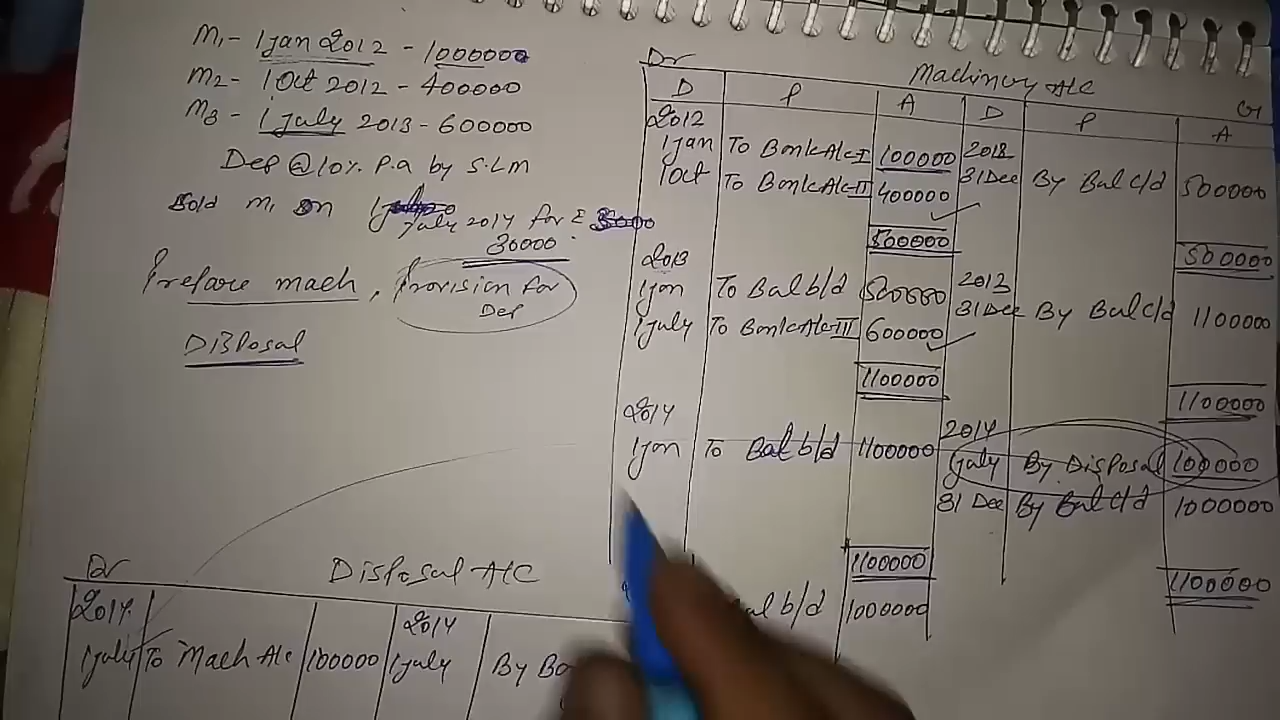 M1- 1 Jan 2012 - 1000000
M2- 1 Oct 2012 - 400000
M3 - 1 July 2013 - 600000
Dep @ 10% P.a by S.L.M
Sold M1 on 1 July 2014 for ₹
30000
Prepare mach, Provision for
Dep
Disposal
Dr Machinery A/c Cr
D P A D P A
2012
1 Jan To Bank A/c I 100000 2012
1 Oct To Bank A/c II 400000 31 Dec By Bal c/d 500000
500000 500000
2013
1 Jan To Bal b/d 500000 2013
1 July To Bank A/c III 600000 31 Dec By Bal c/d 1100000
1100000 1100000
2014 2014
1 Jan To Bal b/d 1100000 1 July By Disposal 100000
31 Dec By Bal c/d 1000000
1100000 1100000
b/d 1000000
Dr Disposal A/c
2014 2014
1 July To Mach A/c 100000 1 July By Ba